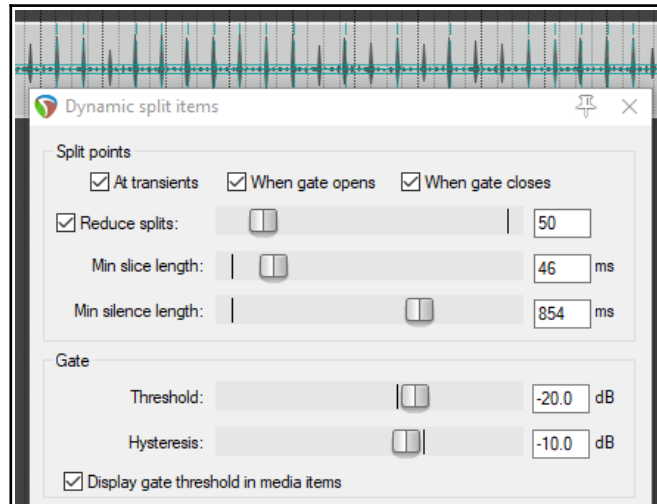 Dynamic split items
Split points
At transients When gate opens When gate closes
Reduce splits: 50
Min slice length: 46 ms
Min silence length: 854 ms
Gate
Threshold: -20.0 dB
Hysteresis: -10.0 dB
Display gate threshold in media items